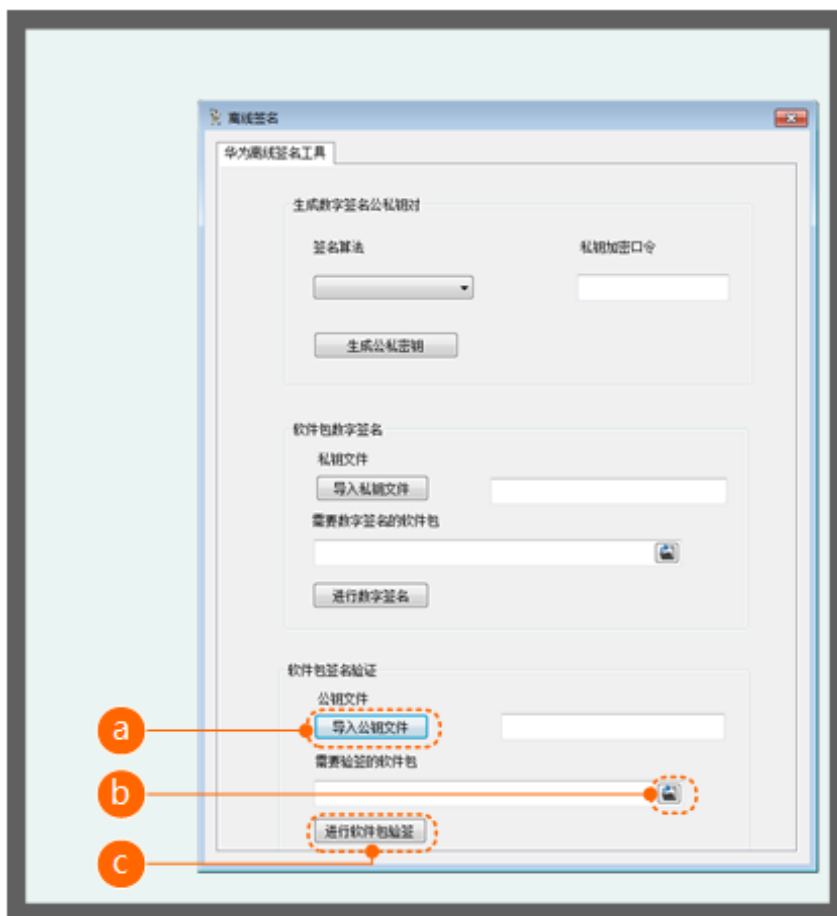 离线签名
华为离线签名工具
生成数字签名公私钥对
签名算法 私钥加密口令
生成公私密钥
软件包数字签名
私钥文件
导入私钥文件
需要数字签名的软件包
进行数字签名
软件包签名验证
公钥文件
a 导入公钥文件
需要验签的软件包
b
进行软件包验签
c